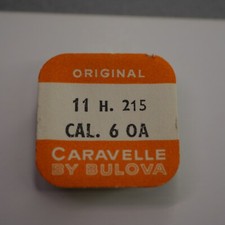 ORIGINAL
11 H. 215
CAL. 6 OA
CARAVELLE
BY BULOVA